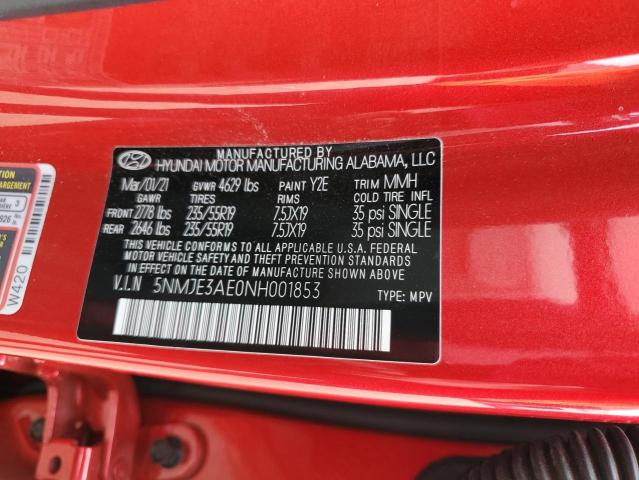 MANUFACTURED BY
HYUNDAI MOTOR MANUFACTURING ALABAMA, LLC
Mar/01/21 GVWR 4629 lbs PAINT Y2E TRIM MMH
GAWR TIRES RIMS COLD TIRE INFL
FRONT 2778 lbs 235/55R19 7.5JX19 35 psi SINGLE
REAR 2646 lbs 235/55R19 7.5JX19 35 psi SINGLE
THIS VEHICLE CONFORMS TO ALL APPLICABLE U.S.A. FEDERAL
MOTOR VEHICLE SAFETY AND THEFT PREVENTION STANDARDS
IN EFFECT ON THE DATE OF MANUFACTURE SHOWN ABOVE.
V.I.N 5NMJE3AE0NH001853
TYPE: MPV
W420